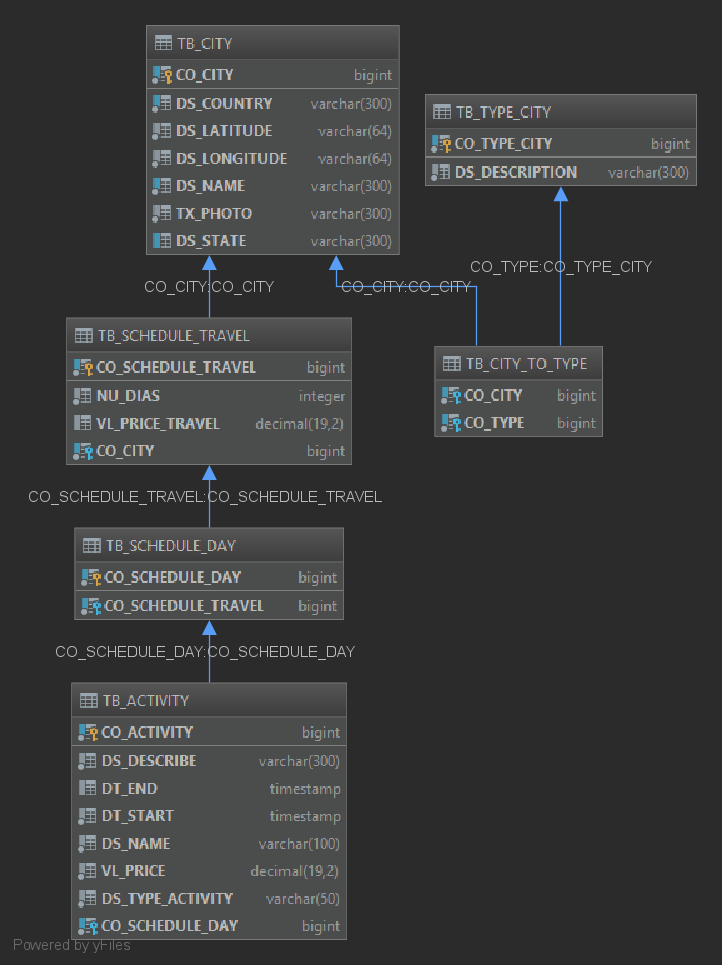 TB_CITY
CO_CITY bigint
DS_COUNTRY varchar(300)
DS_LATITUDE varchar(64)
DS_LONGITUDE varchar(64)
DS_NAME varchar(300)
TX_PHOTO varchar(300)
DS_STATE varchar(300)
TB_TYPE_CITY
CO_TYPE_CITY bigint
DS_DESCRIPTION varchar(300)
CO_TYPE:CO_TYPE_CITY
CO_CITY:CO_CITY
CO_CITY:CO_CITY
TB_SCHEDULE_TRAVEL
CO_SCHEDULE_TRAVEL bigint
NU_DIAS integer
VL_PRICE_TRAVEL decimal(19,2)
CO_CITY bigint
TB_CITY_TO_TYPE
CO_CITY bigint
CO_TYPE bigint
CO_SCHEDULE_TRAVEL:CO_SCHEDULE_TRAVEL
TB_SCHEDULE_DAY
CO_SCHEDULE_DAY bigint
CO_SCHEDULE_TRAVEL bigint
CO_SCHEDULE_DAY:CO_SCHEDULE_DAY
TB_ACTIVITY
CO_ACTIVITY bigint
DS_DESCRIBE varchar(300)
DT_END timestamp
DT_START timestamp
DS_NAME varchar(100)
VL_PRICE decimal(19,2)
DS_TYPE_ACTIVITY varchar(50)
CO_SCHEDULE_DAY bigint
Powered by yFiles